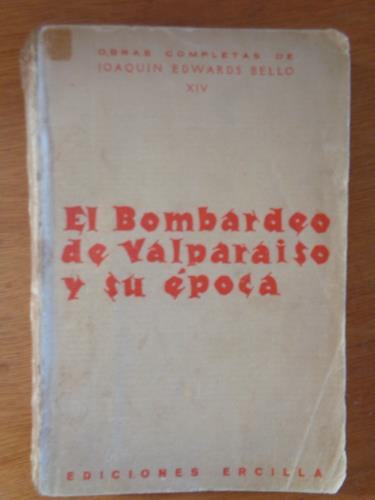 OBRAS COMPLETAS DE
JOAQUIN EDWARDS BELLO
XIV
El Bombardeo
de Valparaiso
y su época
EDICIONES ERCILLA